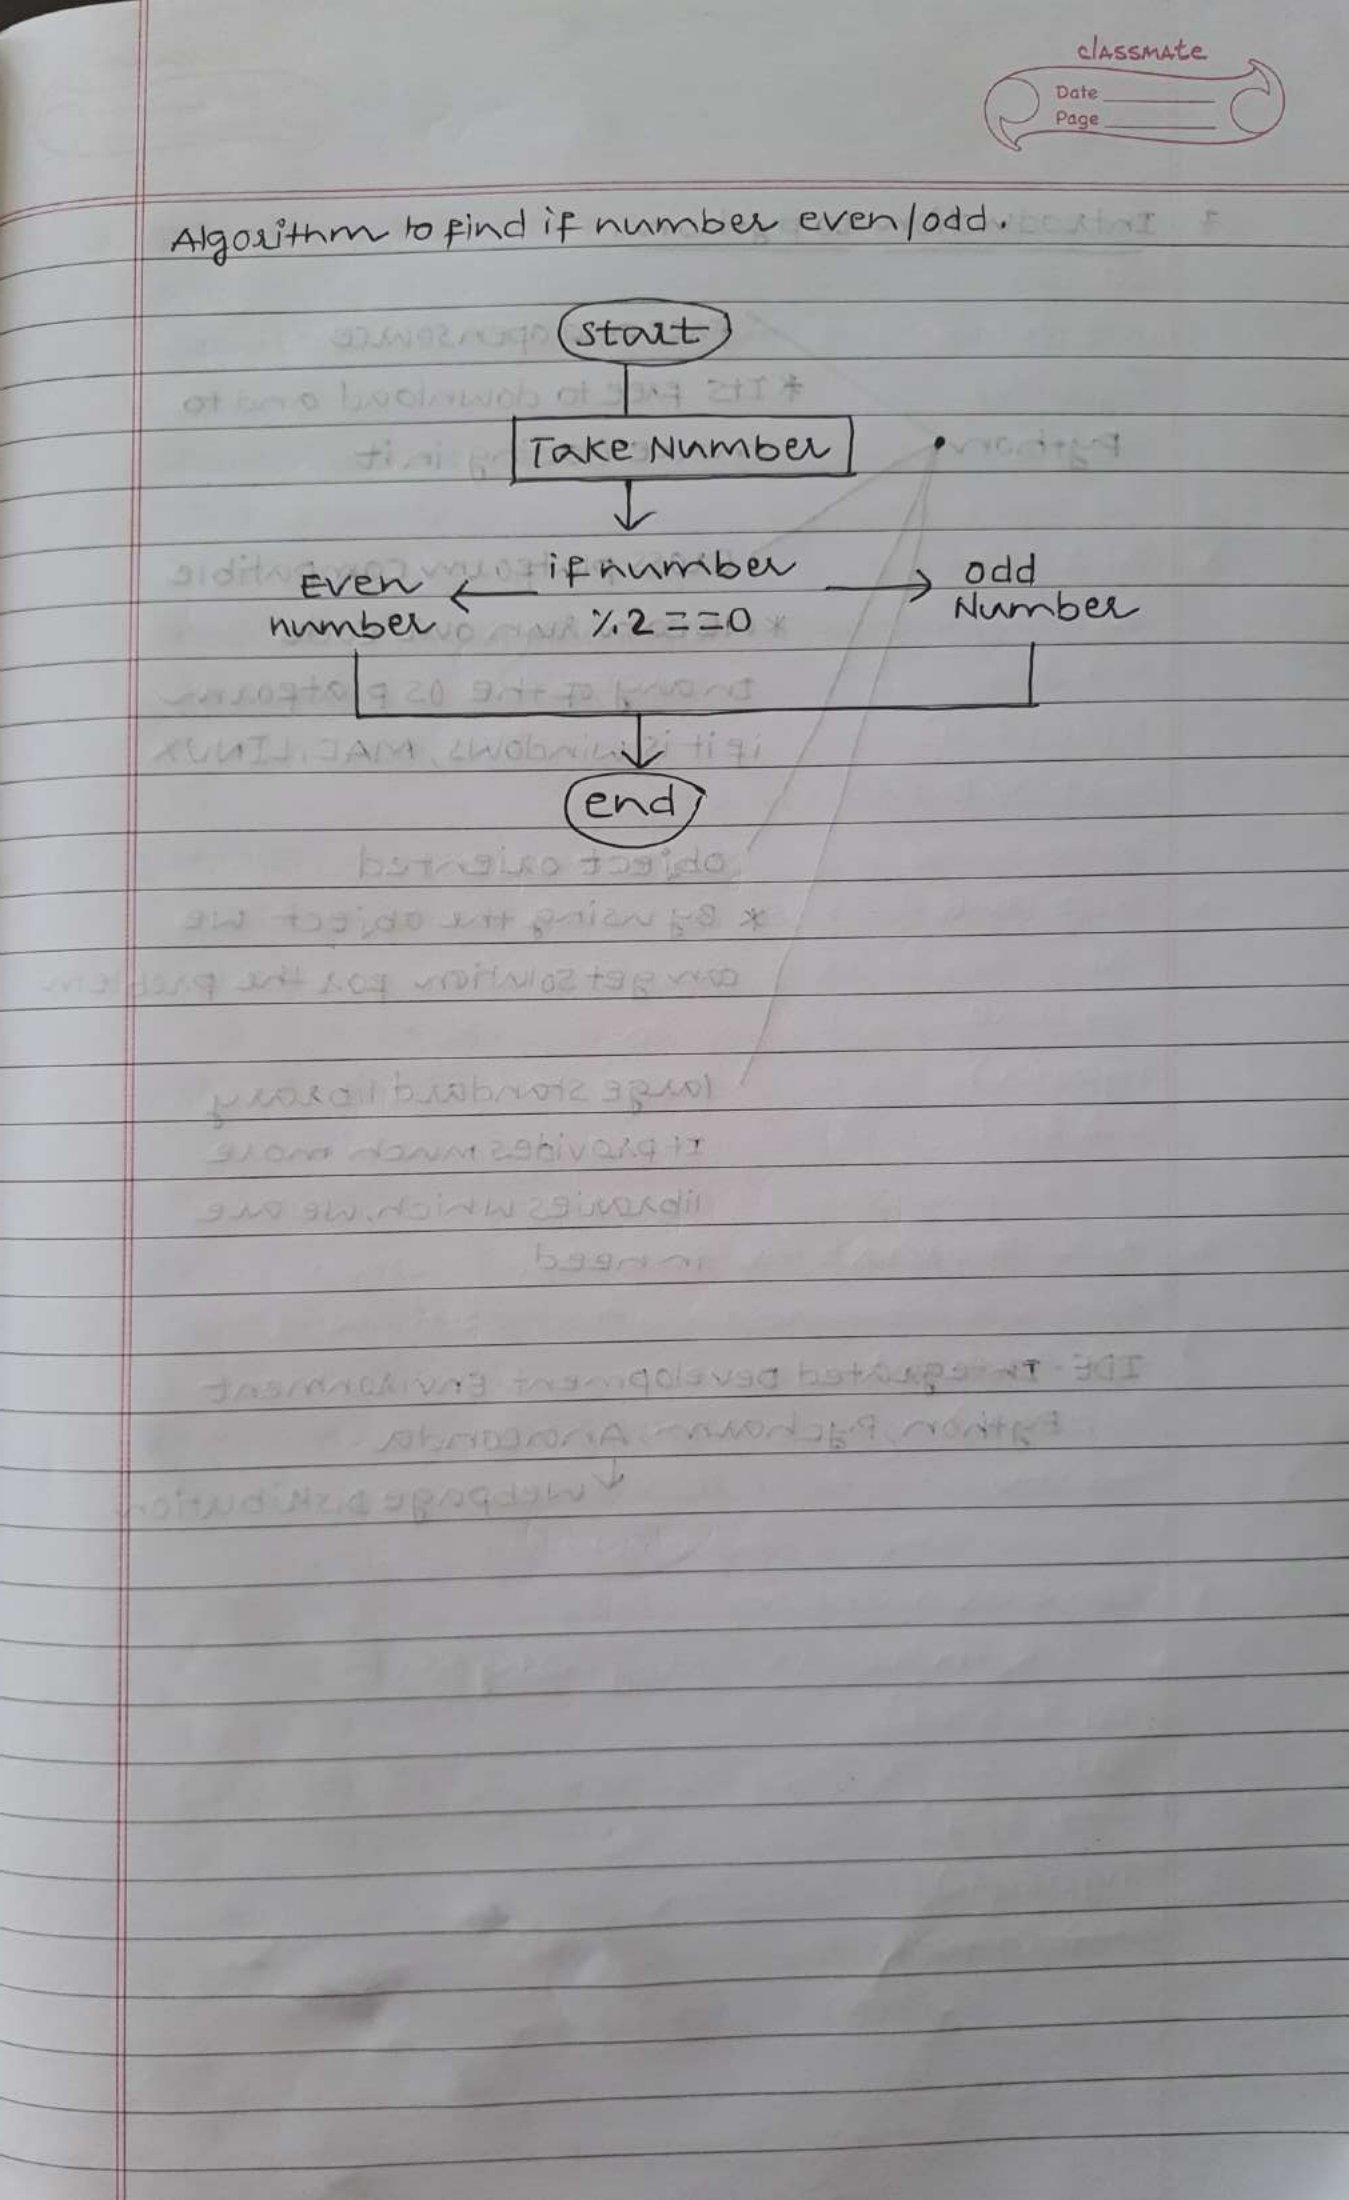 classmate
Date
Page
Algorithm to find if number even/odd.
start
Take Number
Even if number odd
number %2==0 Number
end